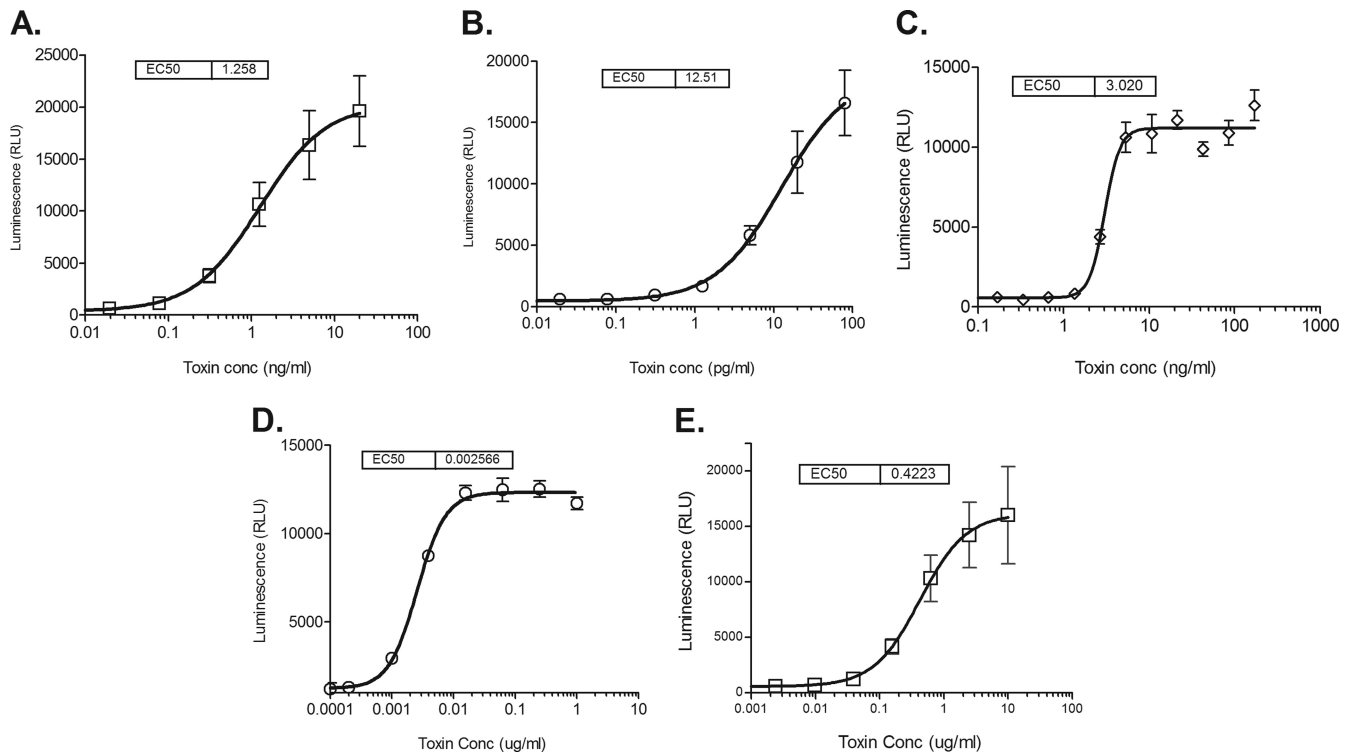 A.
EC50 1.258
25000
20000
15000
10000
5000
0
Luminescence (RLU)
0.01 0.1 1 10 100
Toxin conc (ng/ml)
B.
EC50 12.51
20000
15000
10000
5000
0
Luminescence (RLU)
0.01 0.1 1 10 100
Toxin conc (pg/ml)
C.
EC50 3.020
15000
10000
5000
0
Luminescence (RLU)
0.1 1 10 100 1000
Toxin conc (ng/ml)
D.
EC50 0.002566
15000
10000
5000
Luminescence (RLU)
0.0001 0.001 0.01 0.1 1 10
Toxin Conc (ug/ml)
E.
EC50 0.4223
20000
15000
10000
5000
0
Luminescence (RLU)
0.001 0.01 0.1 1 10 100
Toxin Conc (ug/ml)